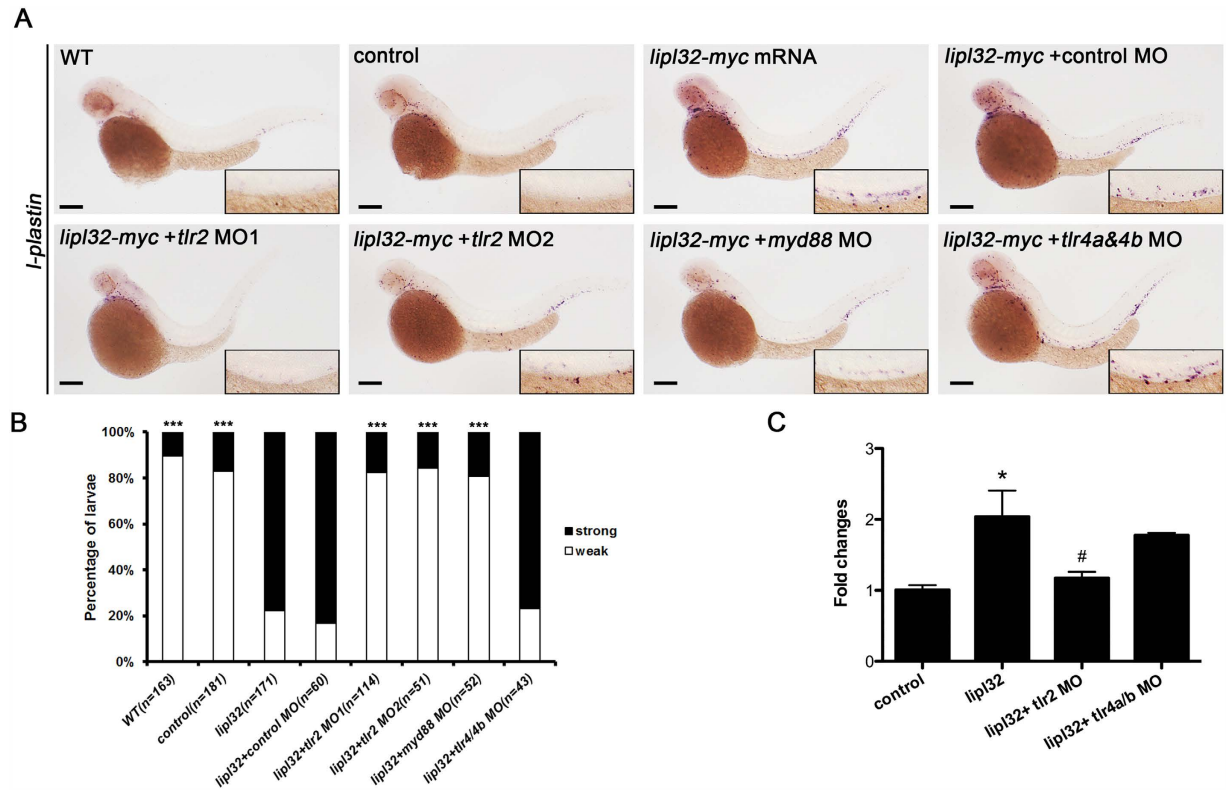 A
l-plastin
WT
control
lipl32-myc mRNA
lipl32-myc +control MO
lipl32-myc +tlr2 MO1
lipl32-myc +tlr2 MO2
lipl32-myc +myd88 MO
lipl32-myc +tlr4a&4b MO
B
Percentage of larvae
100%
80%
60%
40%
20%
0%
***
***
***
***
***
strong
weak
WT(n=163)
control(n=181)
lipl32(n=171)
lipl32+control MO(n=60)
lipl32+tlr2 MO1(n=114)
lipl32+tlr2 MO2(n=51)
lipl32+myd88 MO(n=52)
lipl32+tlr4/4b MO(n=43)
C
Fold changes
3
2
1
0
*
#
control
lipl32
lipl32+ tlr2 MO
lipl32+ tlr4a/b MO